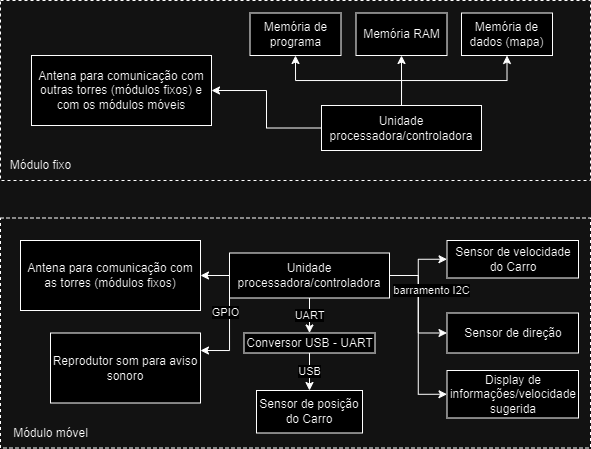 Memória de
programa
Memória RAM
Memória de
dados (mapa)
Antena para comunicação com
outras torres (módulos fixos) e
com os módulos móveis
Unidade
processadora/controladora
Módulo fixo
Antena para comunicação com
as torres (módulos fixos)
Unidade
processadora/controladora
Sensor de velocidade
do Carro
barramento I2C
GPIO
UART
Sensor de direção
Conversor USB - UART
Reprodutor som para aviso
sonoro
USB
Display de
informações/velocidade
sugerida
Sensor de posição
do Carro
Módulo móvel